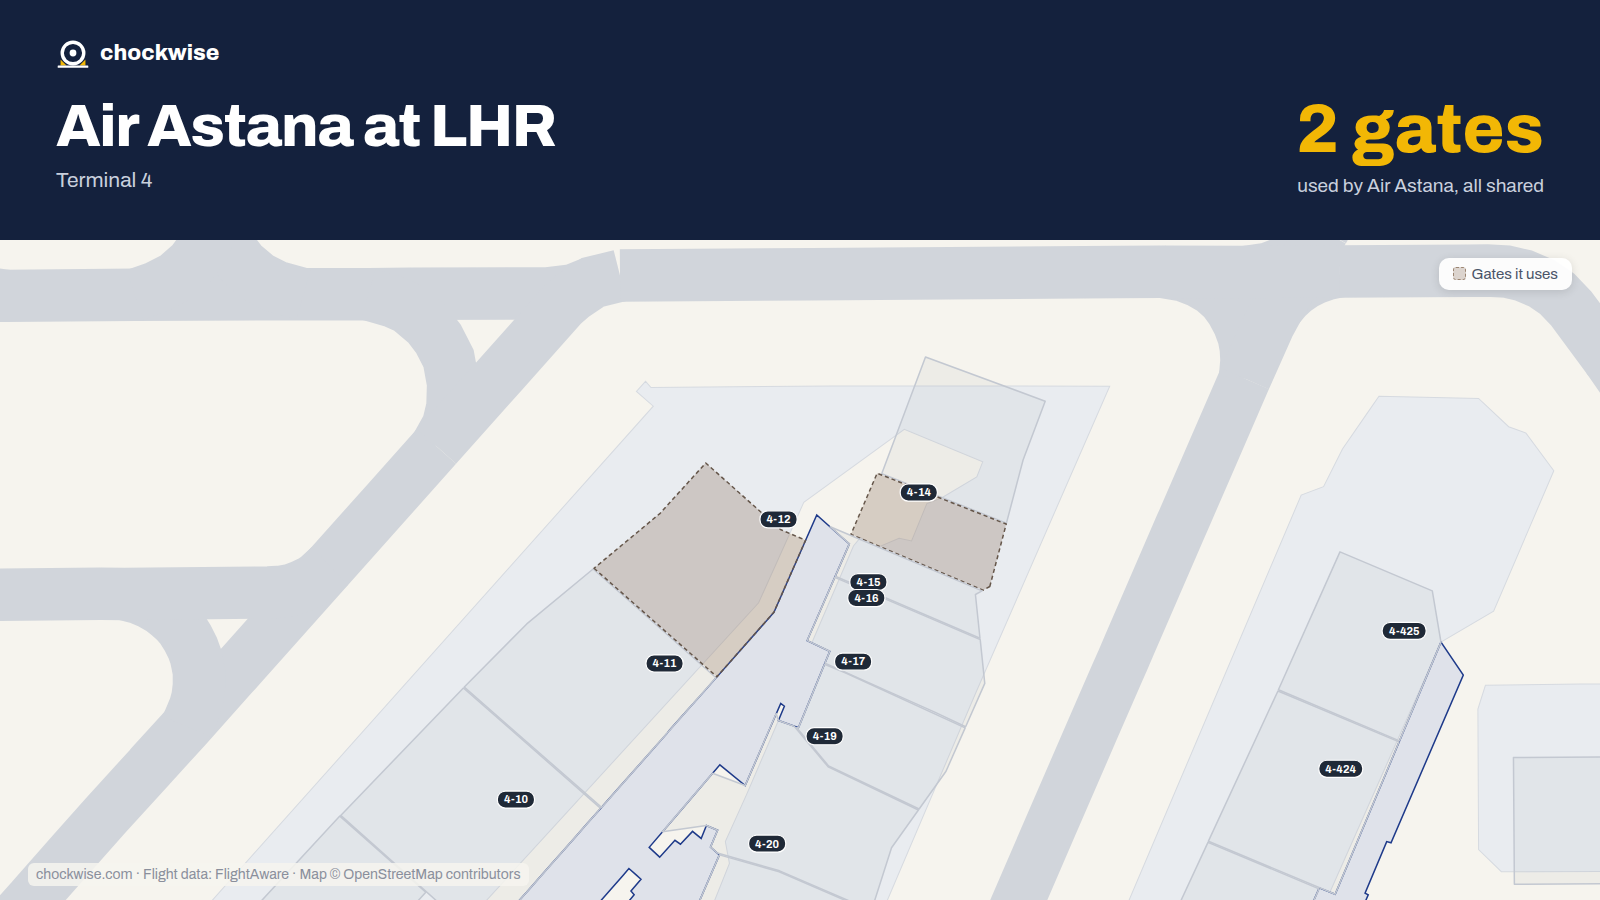 chockwise
Air Astana at LHR
Terminal 4
2 gates
used by Air Astana, all shared
Gates it uses
4-14
4-12
4-15
4-16
4-425
4-17
4-11
4-19
4-424
4-10
4-20
chockwise.com · Flight data: FlightAware · Map © OpenStreetMap contributors